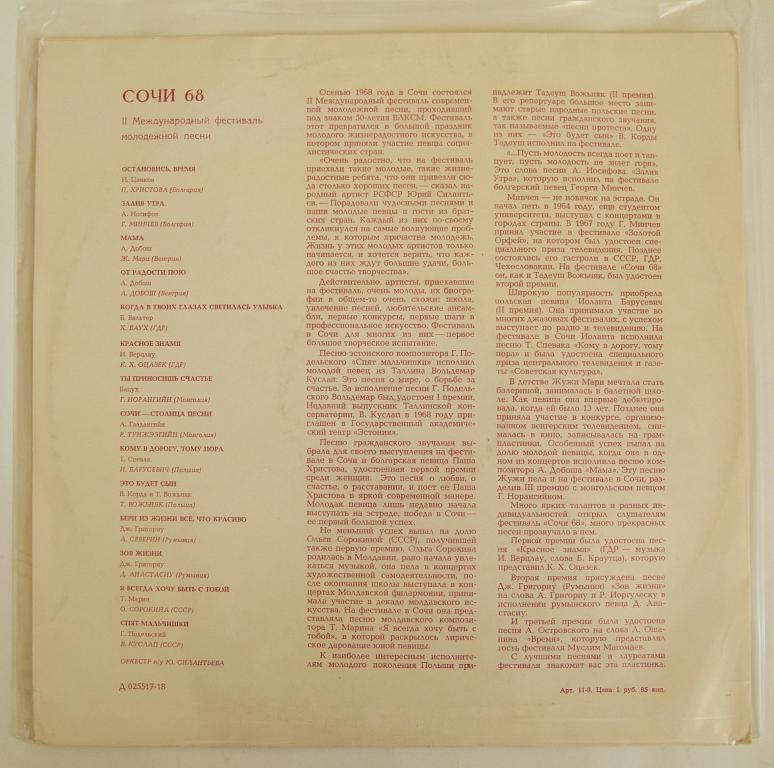 СОЧИ 68
II Международный фестиваль
молодежной песни
ОСТАНОВИСЬ, ВРЕМЯ
И. Цанков
П. ХРИСТОВА (Болгария)
ЗАЛИВ УТРА
А. Иосифов
Г. МИНЧЕВ (Болгария)
МАМА
А. Добош
Ж. Мари (Венгрия)
ОТ РАДОСТИ ПОЮ
А. Добош
А. ДОБОШ (Венгрия)
КОГДА В ТВОИХ ГЛАЗАХ СВЕТИЛАСЬ УЛЫБКА
Б. Вальтер
Х. БАУХ (ГДР)
КРАСНОЕ ЗНАМЯ
И. Верцлау
К. Х. ОЦАЗЕК (ГДР)
ТЫ ПРИНОСИШЬ СЧАСТЬЕ
Бацух
Г. НОРАНГИЙН (Монголия)
СОЧИ — СТОЛИЦА ПЕСНИ
А. Газдангийн
Р. ТУНЖЭЭГИЙН (Монголия)
КОМУ В ДОРОГУ, ТОМУ ПОРА
Т. Спевак
И. БАРУСЕВИЧ (Польша)
ЭТО БУДЕТ СЫН
В. Корда и Т. Вожьняк
Т. ВОЖЬНЯК (Польша)
БЕРИ ИЗ ЖИЗНИ ВСЕ, ЧТО КРАСИВО
Дж. Григориу
А. СЕВЕРИН (Румыния)
ЗОВ ЖИЗНИ
Дж. Григориу
Д. АНАСТАСИУ (Румыния)
Я ВСЕГДА ХОЧУ БЫТЬ С ТОБОЙ
Т. Марин
О. СОРОКИНА (СССР)
СПЯТ МАЛЬЧИШКИ
Г. Подельский
В. КУСЛАП (СССР)
ОРКЕСТР п/у Ю. СИЛАНТЬЕВА
Д 025517-18
Осенью 1968 года в Сочи состоялся
II Международный фестиваль современ-
ной молодежной песни, проходивший
под знаком 50-летия ВЛКСМ. Фестиваль
этот превратился в большой праздник
молодого жизнерадостного искусства, в
котором приняли участие певцы социа-
листических стран.
«Очень радостно, что на фестиваль
приехали такие молодые, такие жизне-
радостные ребята, что они привезли сю-
да столько хороших песен, — сказал на-
родный артист РСФСР Юрий Силанть-
ев. — Порадовали чудесными песнями и
наши молодые певцы и гости из брат-
ских стран. Каждый из них по-своему
откликнулся на самые волнующие проб-
лемы, к которым причастна молодежь.
Жизнь у этих молодых артистов только
начинается, и хочется верить, что каж-
дого из них ждут большие удачи, боль-
шое счастье творчества».
Действительно, артисты, приехавшие
на фестиваль, очень молоды, их биогра-
фии в общем-то очень схожи: школа,
увлечение песней, любительские ансам-
бли, первые конкурсы, первые шаги в
профессиональное искусство. Фестиваль
в Сочи для многих из них — первое
большое творческое испытание.
Песню эстонского композитора Г. По-
дельского «Спят мальчишки» исполнил
молодой певец из Таллина Вольдемар
Куслап. Это песня о мире, о борьбе за
счастье. За исполнение песни Г. Подель-
ского Вольдемар был удостоен I премии.
Недавний выпускник Таллинской кон-
серватории, В. Куслап в 1968 году при-
глашен в Государственный академичес-
кий театр «Эстония».
Песню гражданского звучания вы-
брала для своего выступления на фести-
вале в Сочи и болгарская певица Паша
Христова, удостоенная первой премии
среди женщин. Это песня о любви, о
счастье, о расставании, и поет её Паша
Христова в яркой современной манере.
Молодая певица лишь недавно начала
выступать на эстраде, победа в Сочи —
ее первый большой успех.
Не меньший успех выпал на долю
Ольги Сорокиной (СССР), получившей
также первую премию. Ольга Сорокина
родилась в Молдавии, рано начала увле-
каться музыкой, она пела в концертах
художественной самодеятельности, пос-
ле окончания школы выступала в кон-
цертах Молдавской филармонии, прини-
мала участие в декаде молдавского ис-
кусства. На фестивале в Сочи она пред-
ставляла песню молдавского компози-
тора Т. Марина «Я всегда хочу быть с
тобой», в которой раскрылось лириче-
ское дарование юной певицы.
К наиболее интересным исполните-
лям молодого поколения Польши при-
надлежит Тадеуш Вожьняк (II премия).
В его репертуаре большое место зани-
мают старые народные польские песни,
а также песни гражданского звучания,
так называемые «песни протеста». Одну
из них — «Это будет сын» В. Корды
Тадеуш исполнил на фестивале.
«...Пусть молодость всегда поет и тан-
цует, пусть молодость не знает горя».
Это слова песни А. Иосифова «Залив
Утра», которую исполнил на фестивале
болгарский певец Георги Минчев.
Минчев — не новичок на эстраде. Он
начал петь в 1964 году, еще студентом
университета, выступал с концертами в
городах страны. В 1967 году Г. Минчев
принял участие в фестивале «Золотой
Орфей», на котором был удостоен спе-
циального приза телевидения. Позднее
состоялись его гастроли в СССР, ГДР,
Чехословакии. На фестивале «Сочи 68»
он, как и Тадеуш Вожьняк, был удостоен
второй премии.
Широкую популярность приобрела
польская певица Иоланта Барусевич
(II премия). Она принимала участие во
многих джазовых фестивалях, с успехом
выступает по радио и телевидению. На
фестивале в Сочи Иоланта исполнила
песню Т. Спевака «Кому в дорогу, тому
пора» и была удостоена специального
приза центрального телевидения и газе-
ты «Советская культура».
В детстве Жужи Мари мечтала стать
балериной, занималась в балетной шко-
ле. Как певица она впервые дебютиро-
вала, когда ей было 13 лет. Позднее она
приняла участие в конкурсе, организо-
ванном венгерским телевидением, сни-
малась в кино, записывалась на грам-
пластинки. Особенный успех выпал на
долю молодой певицы, когда она в од-
ном из концертов исполнила песню ком-
позитора А. Добоша «Мама». Эту песню
Жужи пела и на фестивале в Сочи, раз-
делив III премию с монгольским певцом
Г. Норангийном.
Много ярких талантов и разных ин-
дивидуальностей открыл слушателям
фестиваль «Сочи 68», много прекрасных
песен прозвучало в нем.
Первой премии была удостоена пес-
ня «Красное знамя» (ГДР — музыка
И. Верцлау, слова Б. Краутца), которую
представил К. Х. Оцазек.
Вторая премия присуждена песне
Дж. Григориу (Румыния) «Зов жизни»
на слова А. Григориу и Р. Иоргулеску в
исполнении румынского певца Д. Ана-
стасиу.
И третьей премии была удостоена
песня А. Островского на слова Л. Оша-
нина «Время», которую представлял
гость фестиваля Муслим Магомаев.
С лучшими песнями и лауреатами
фестиваля знакомит вас эта пластинка.
Арт. 11-9. Цена 1 руб. 85 коп.